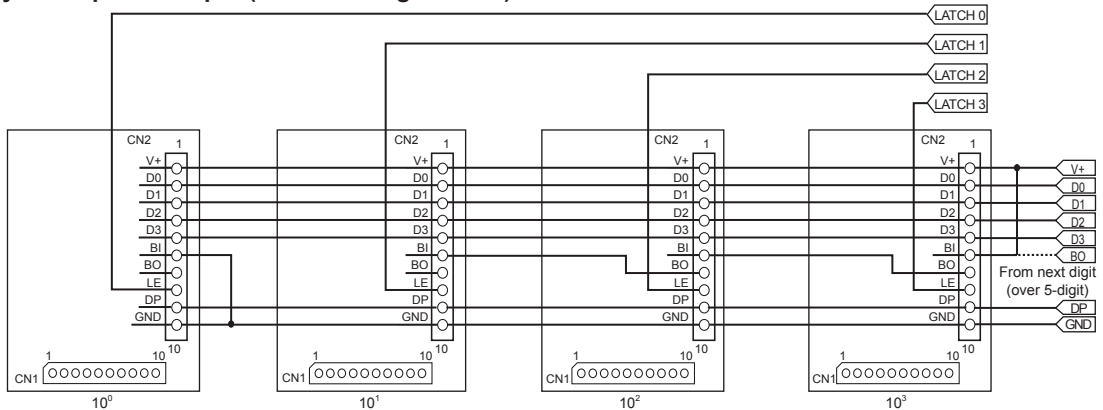 LATCH 0
LATCH 1
LATCH 2
LATCH 3
CN2 1
V+
D0
D1
D2
D3
BI
BO
LE
DP
GND
10
1 10
CN1
10⁰
CN2 1
V+
D0
D1
D2
D3
BI
BO
LE
DP
GND
10
1 10
CN1
10¹
CN2 1
V+
D0
D1
D2
D3
BI
BO
LE
DP
GND
10
1 10
CN1
10²
CN2 1
V+
D0
D1
D2
D3
BI
BO
LE
DP
GND
10
1 10
CN1
10³
V+
D0
D1
D2
D3
BO
From next digit
(over 5-digit)
DP
GND